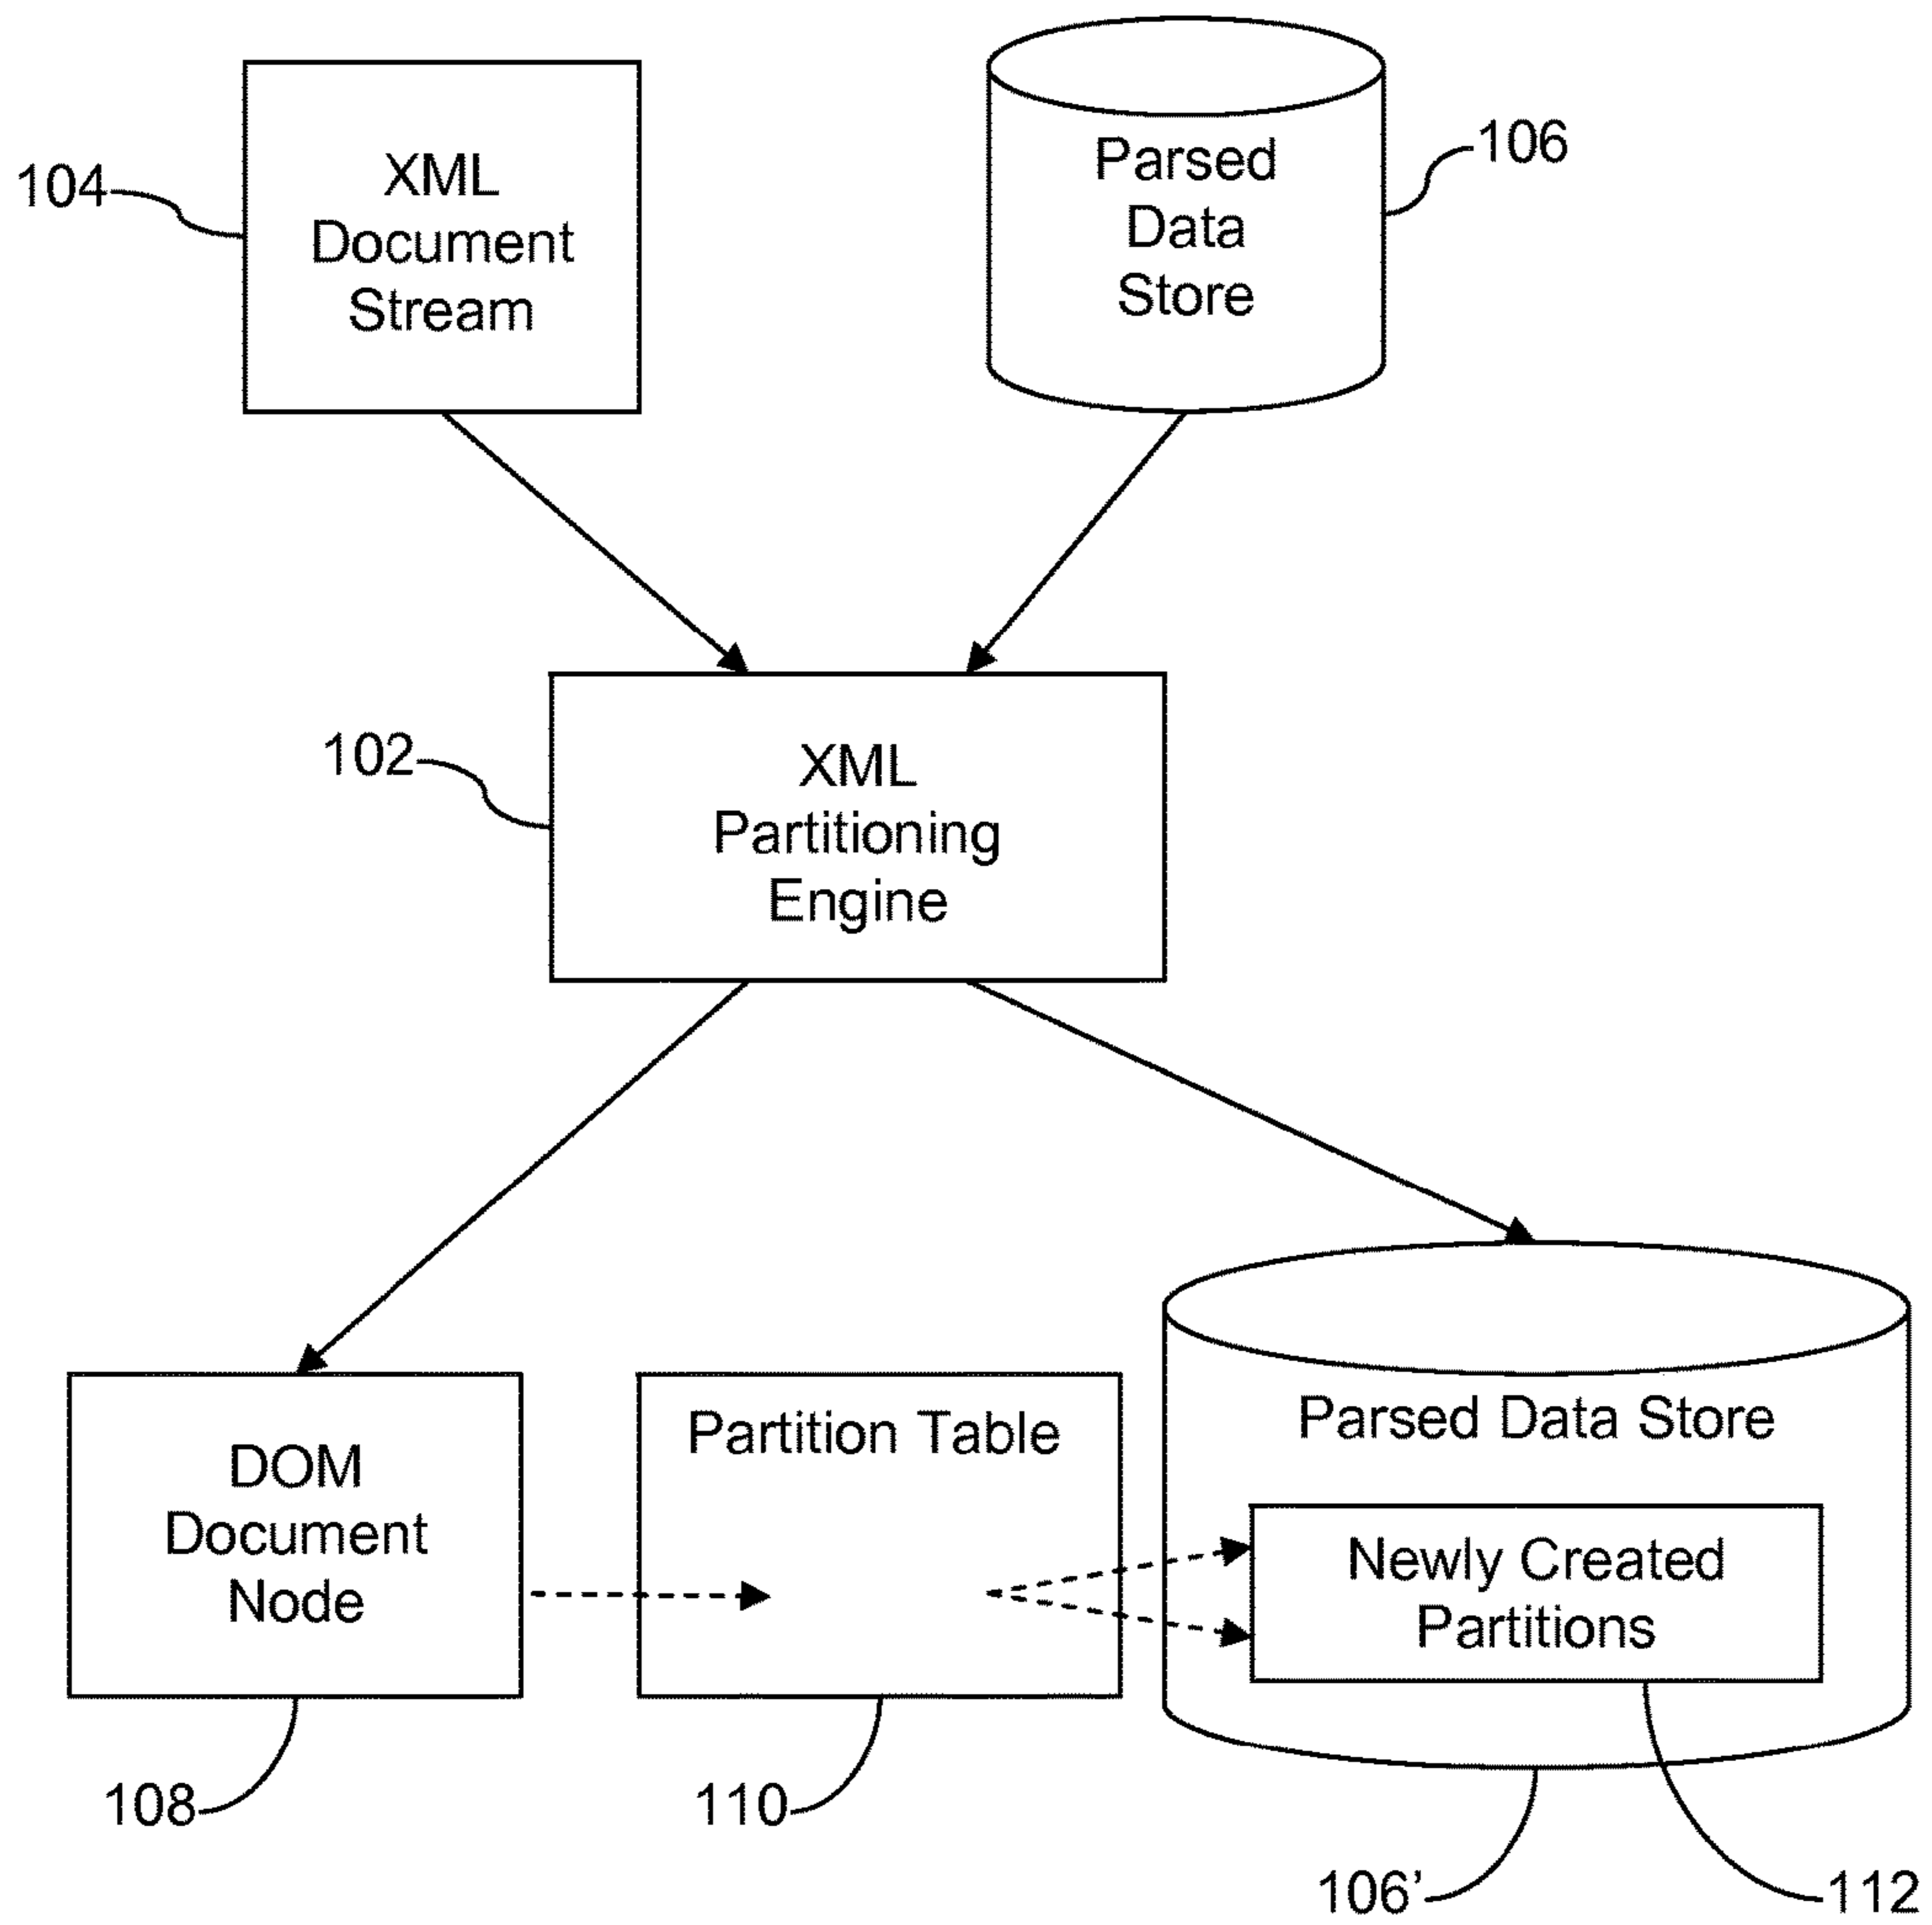 104
XML
Document
Stream
Parsed
Data
Store
106
102
XML
Partitioning
Engine
DOM
Document
Node
Partition Table
Parsed Data Store
Newly Created
Partitions
108
110
106’
112